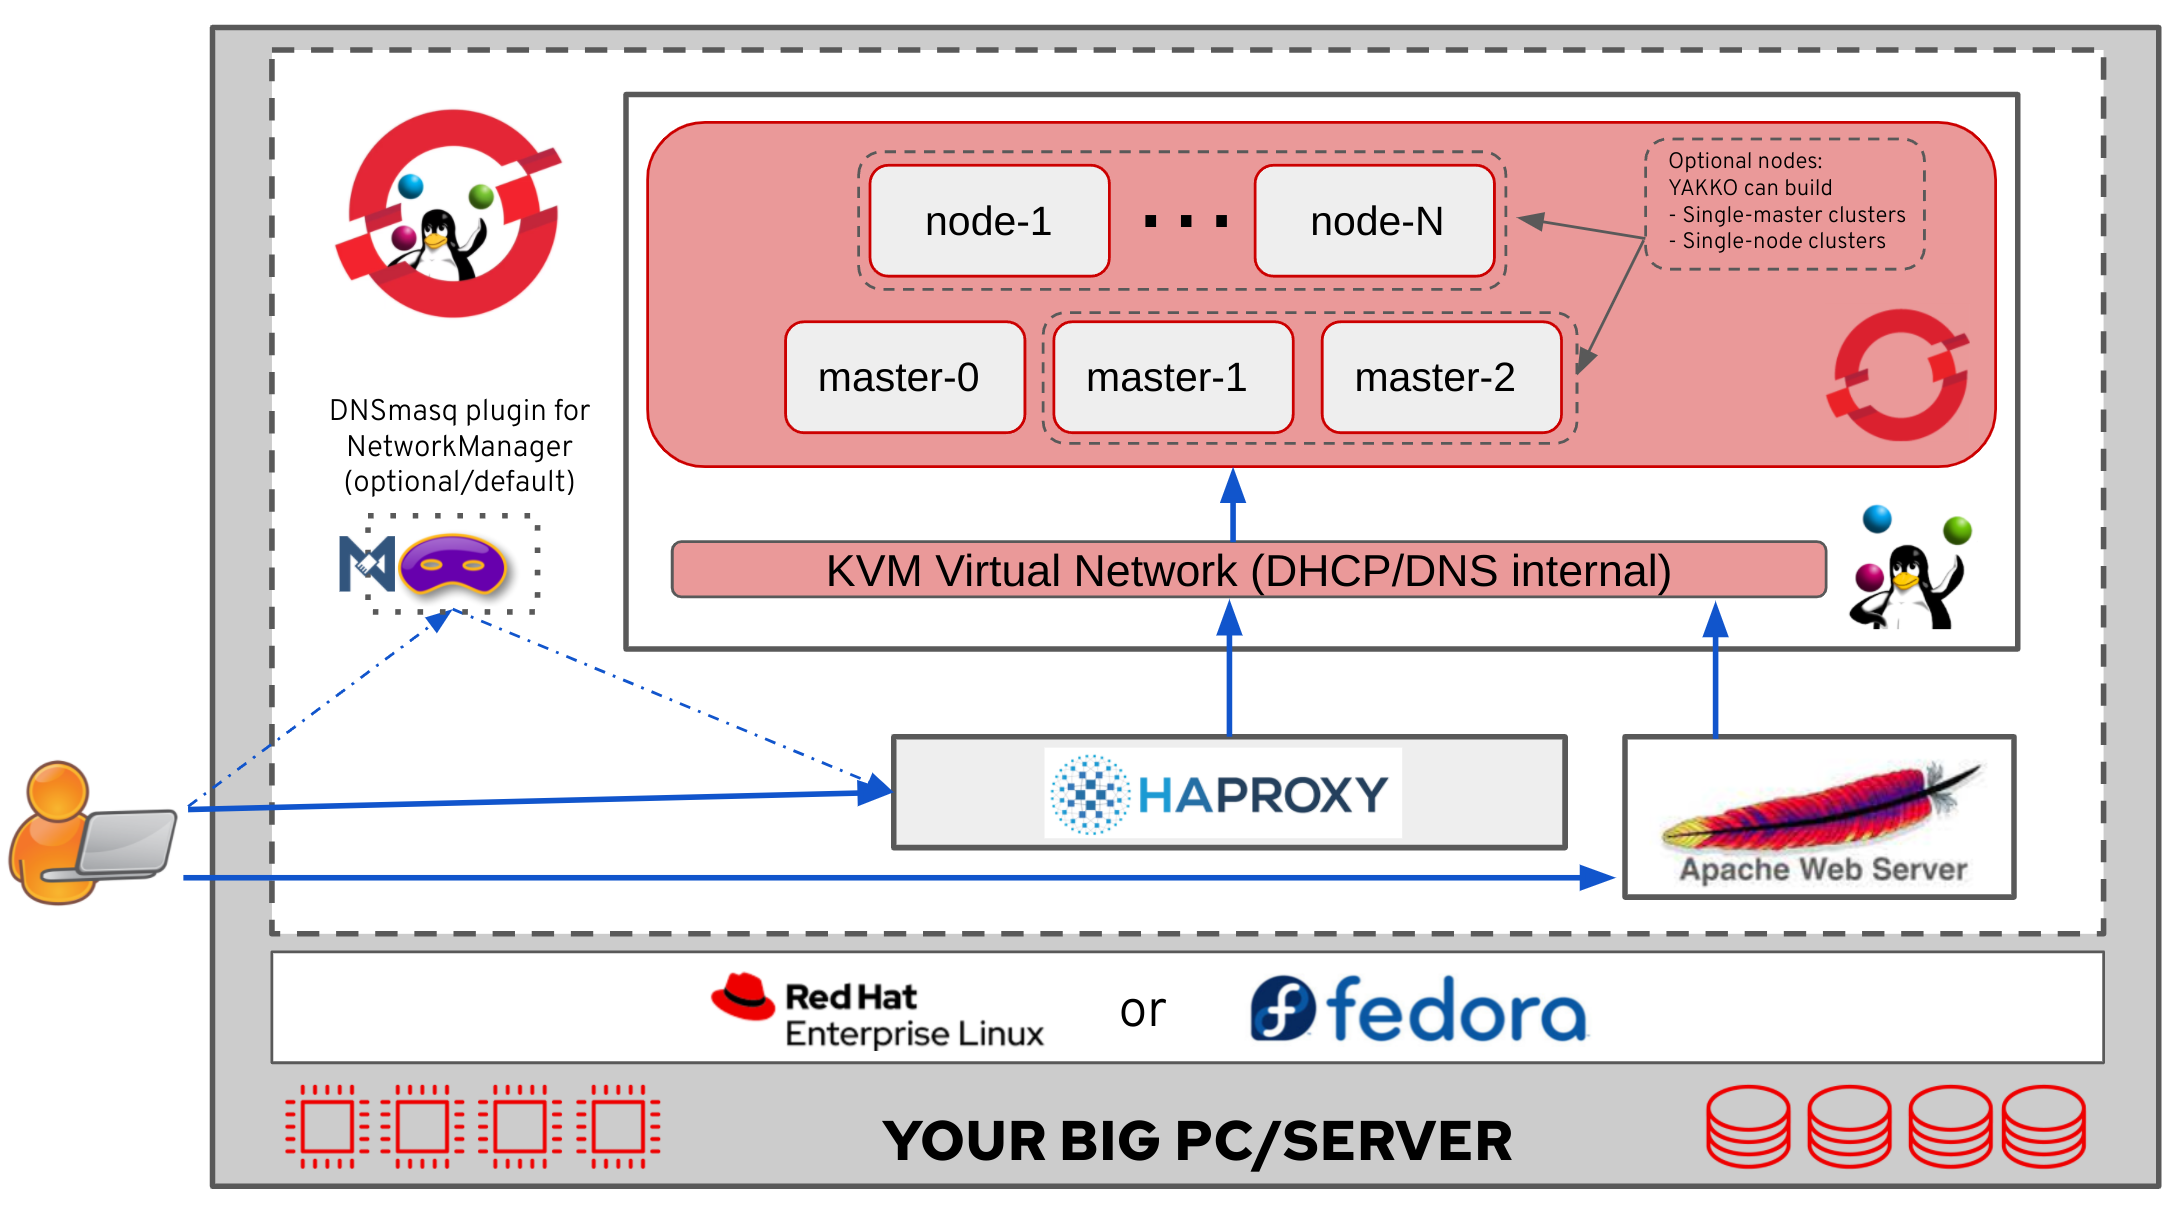 Optional nodes:
YAKKO can build
- Single-master clusters
- Single-node clusters
node-1
...
node-N
master-0
master-1
master-2
DNSmasq plugin for
NetworkManager
(optional/default)
KVM Virtual Network (DHCP/DNS internal)
HAPROXY
Apache Web Server
Red Hat
Enterprise Linux
or
fedora
YOUR BIG PC/SERVER